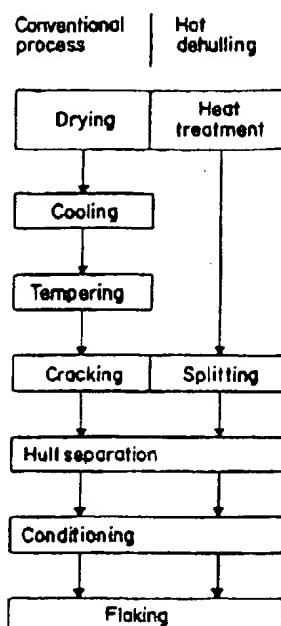 Conventional process
Hot dehulling
Drying
Heat treatment
Cooling
Tempering
Cracking
Splitting
Hull separation
Conditioning
Flaking